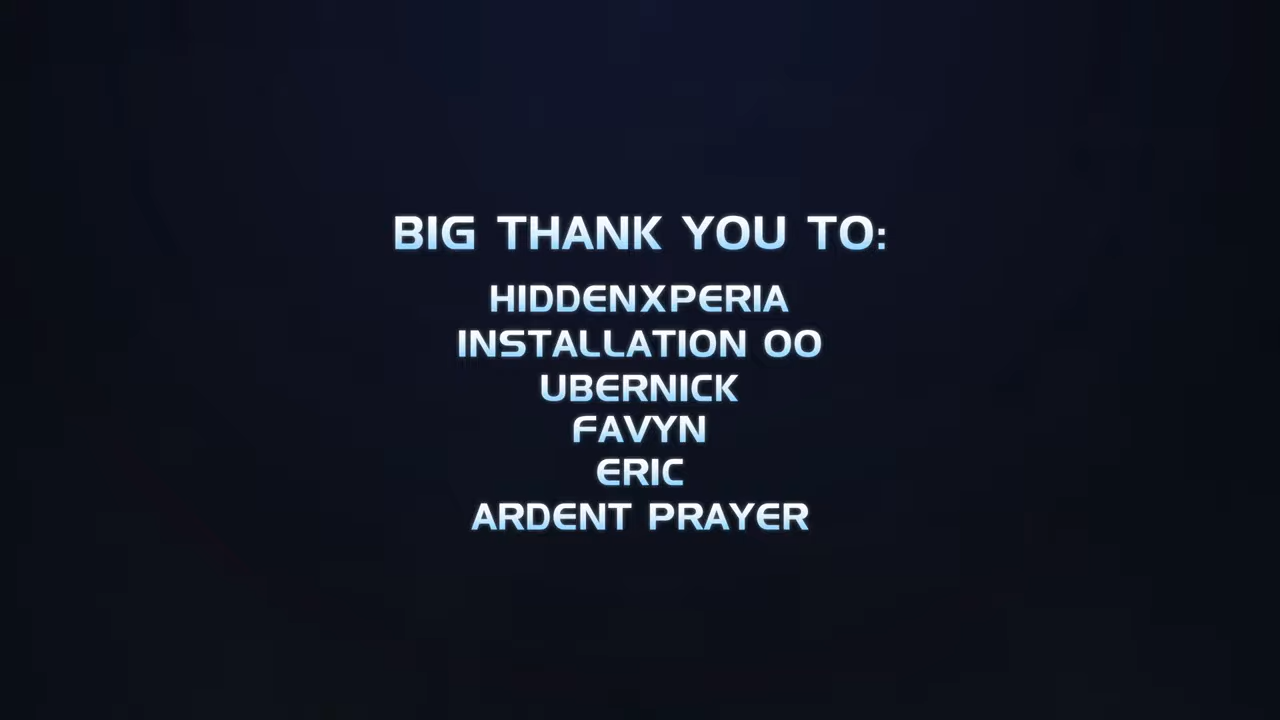 BIG THANK YOU TO:
HIDDENXPERIA
INSTALLATION 00
UBERNICK
FAVYN
ERIC
ARDENT PRAYER